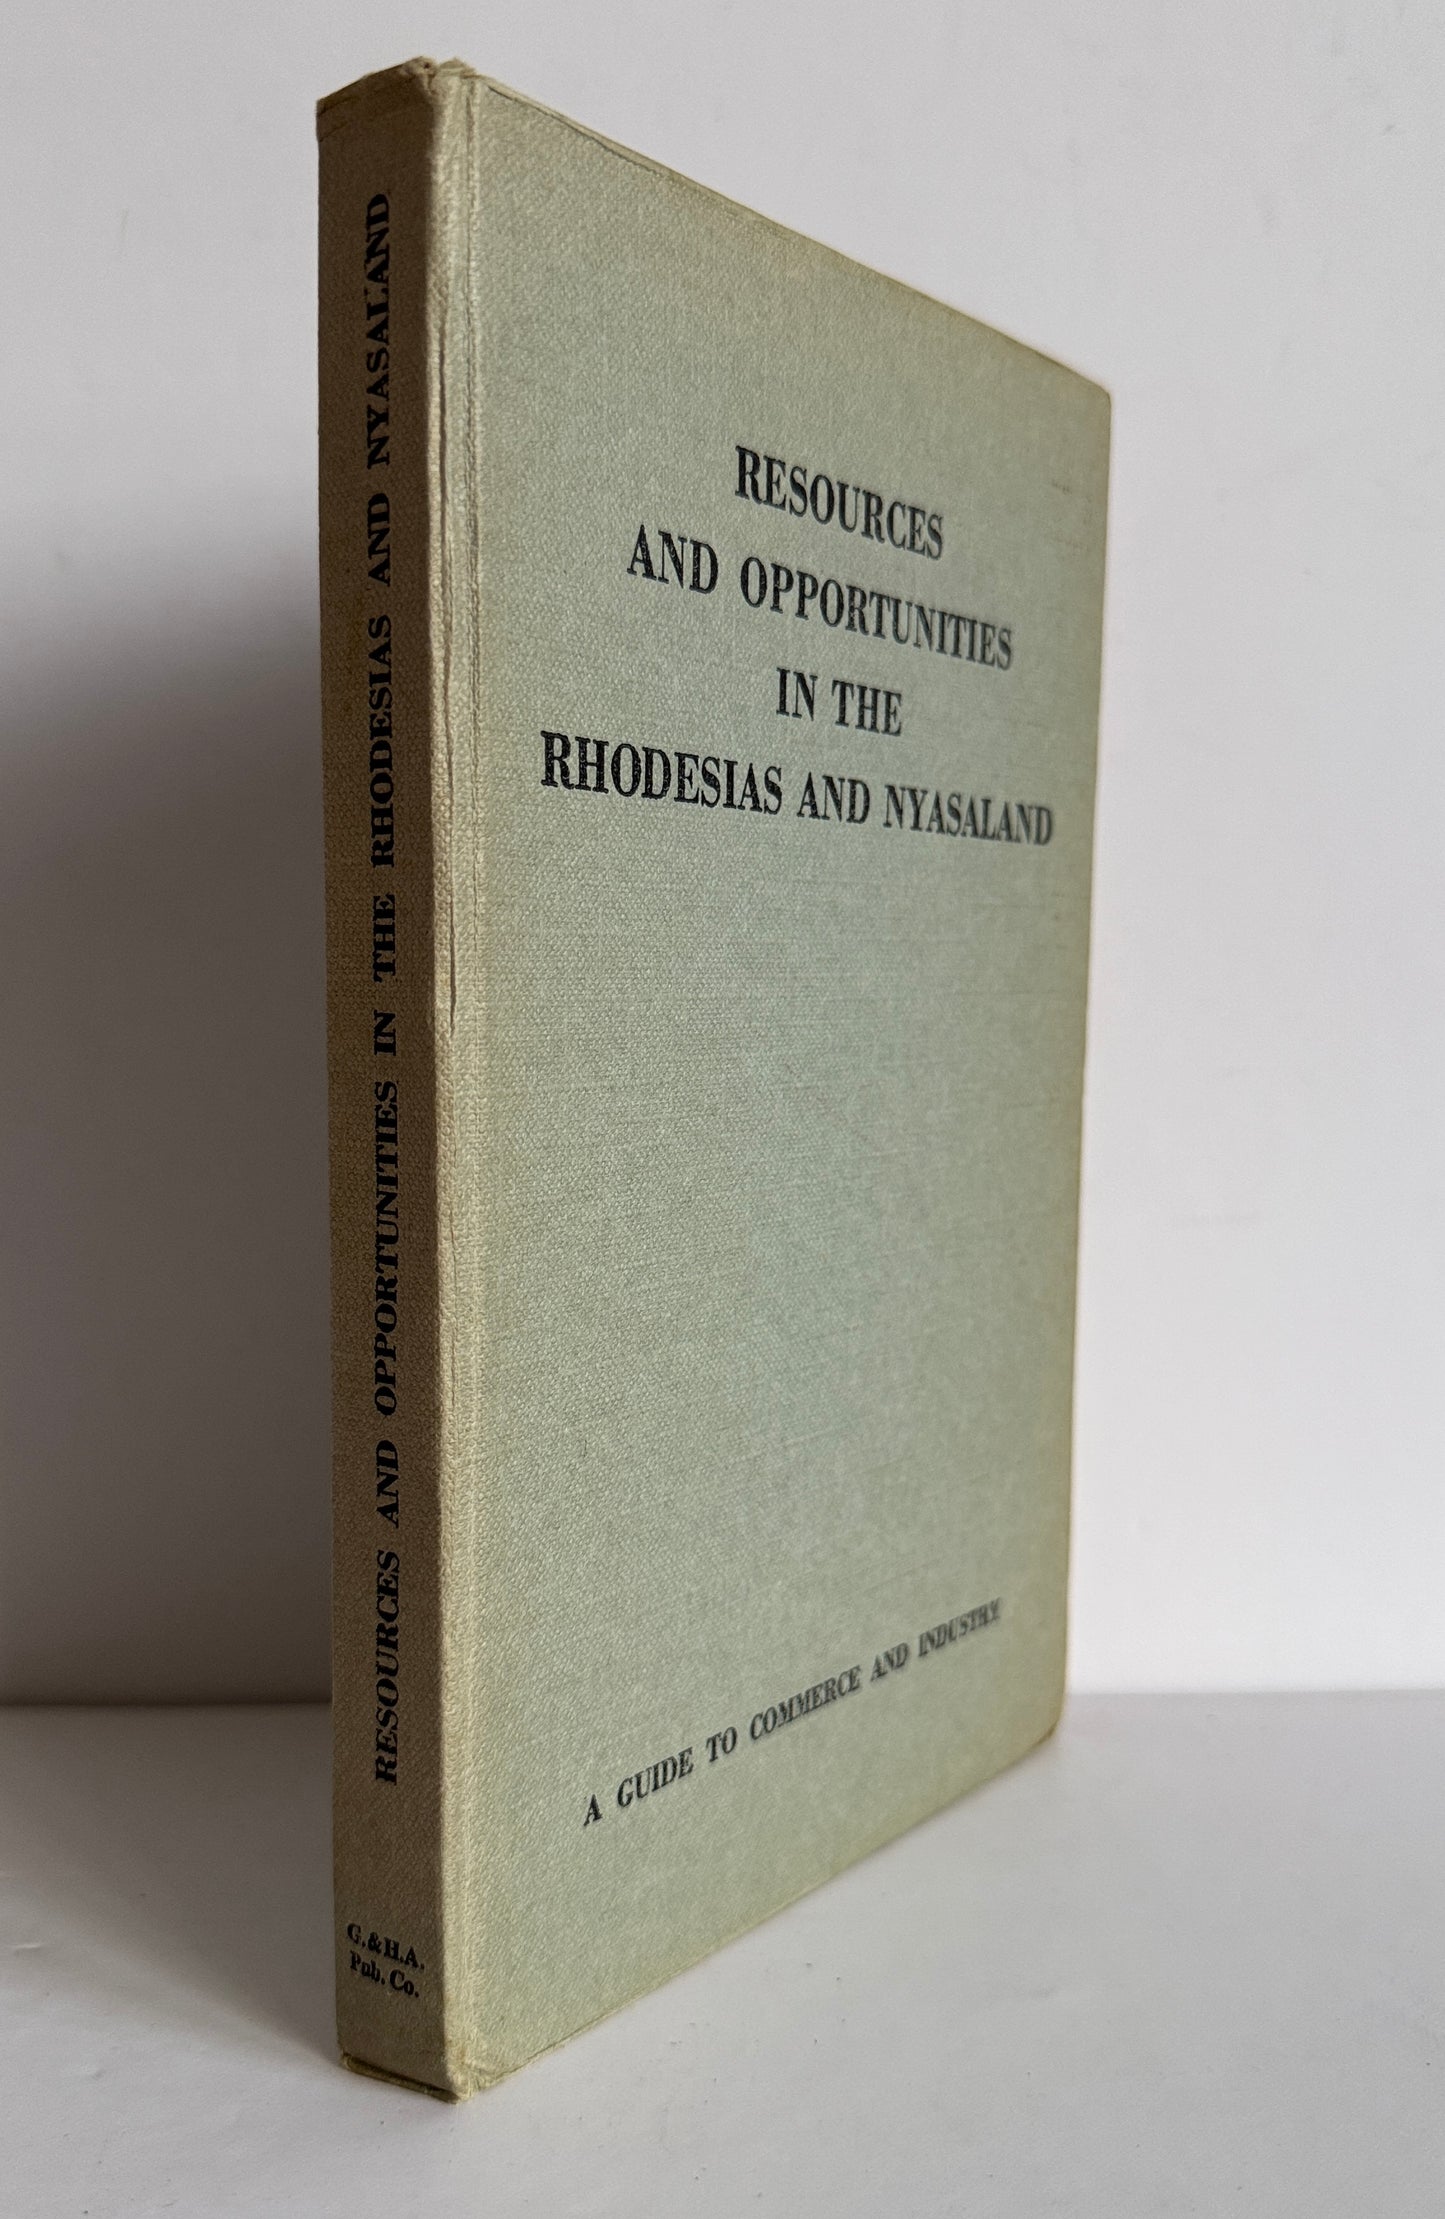 RESOURCES AND OPPORTUNITIES IN THE RHODESIAS AND NYASALAND
G.&H.A.
Pub. Co.
RESOURCES
AND OPPORTUNITIES
IN THE
RHODESIAS AND NYASALAND
A GUIDE TO COMMERCE AND INDUSTRY